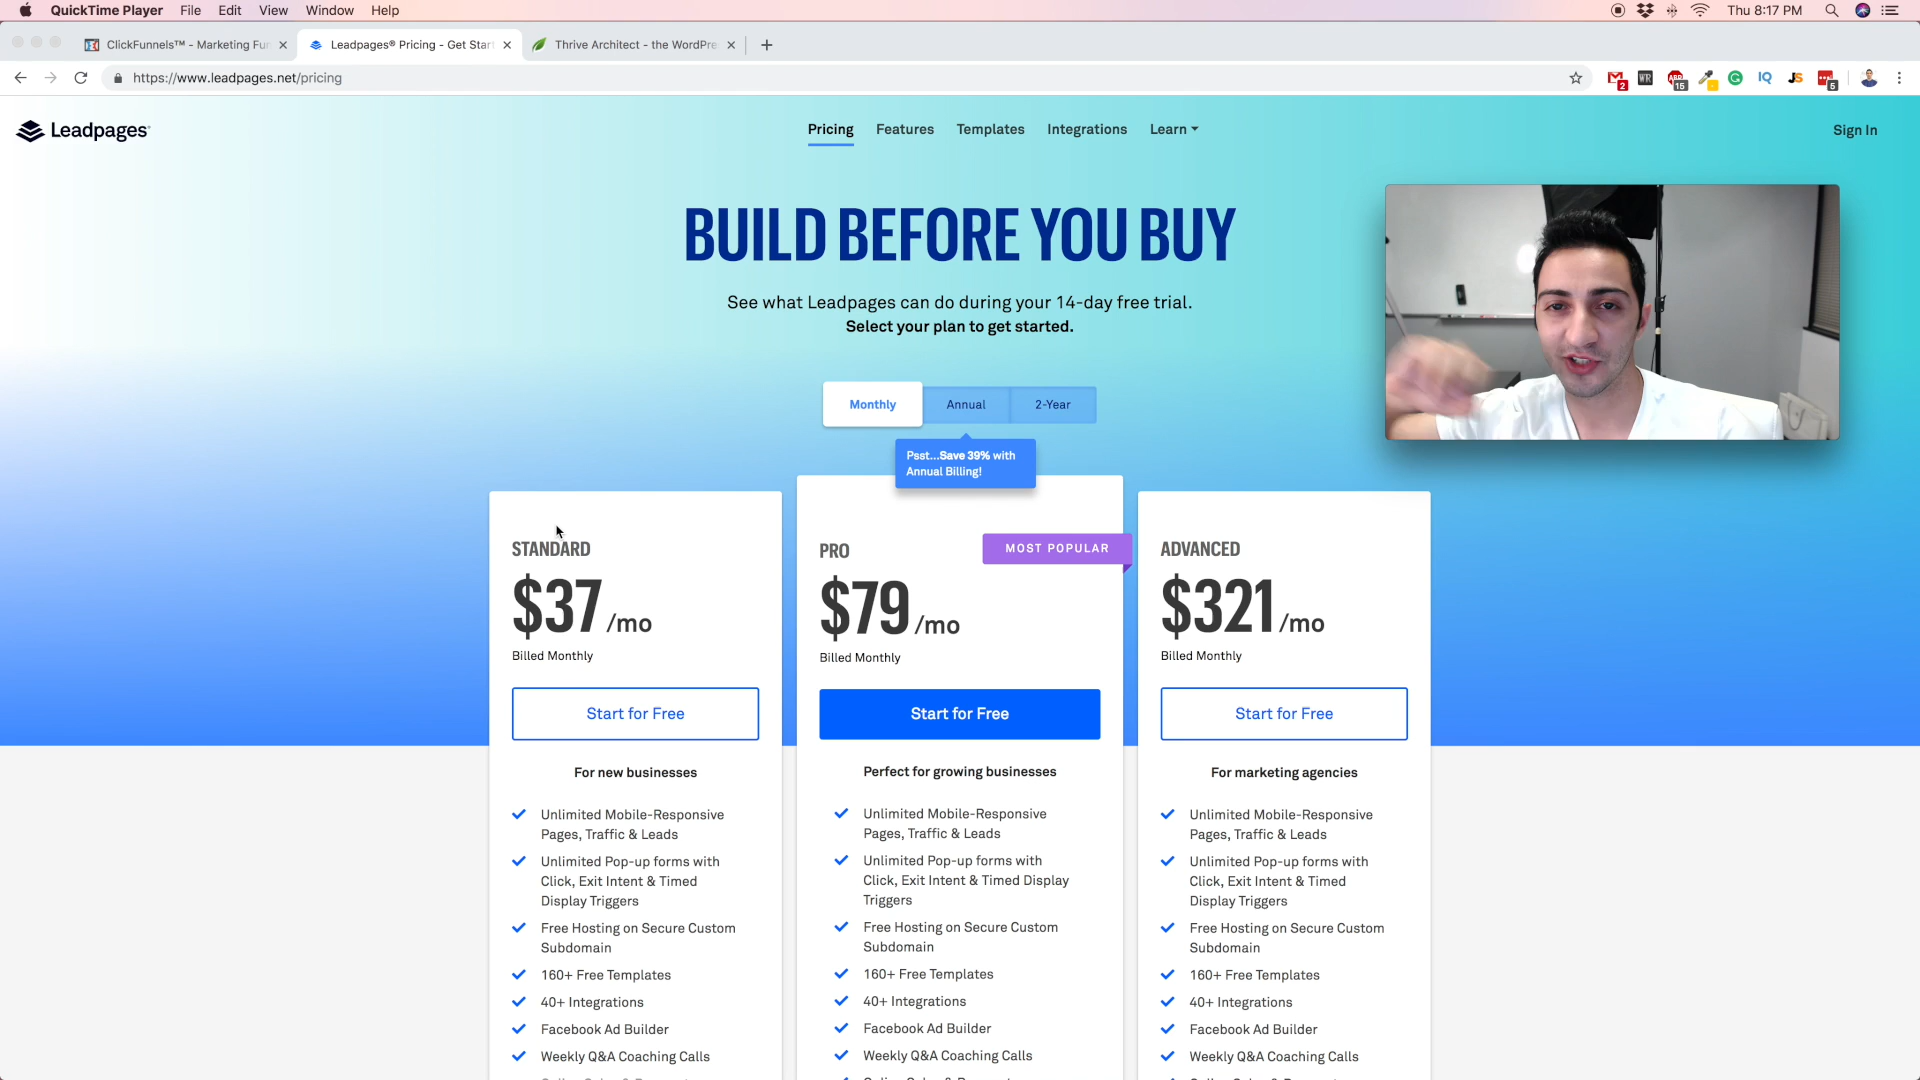 QuickTime Player File Edit View Window Help Thu 8:17 PM
ClickFunnels™ - Marketing Fun Leadpages® Pricing - Get Start Thrive Architect - the WordPre
https://www.leadpages.net/pricing
2 WR ABP 15 IQ JS 5
Leadpages
Pricing Features Templates Integrations Learn Sign In
BUILD BEFORE YOU BUY
See what Leadpages can do during your 14-day free trial.
Select your plan to get started.
Monthly Annual 2-Year
Psst...Save 39% with
Annual Billing!
STANDARD
$37 /mo
Billed Monthly
Start for Free
For new businesses
Unlimited Mobile-Responsive
Pages, Traffic & Leads
Unlimited Pop-up forms with
Click, Exit Intent & Timed
Display Triggers
Free Hosting on Secure Custom
Subdomain
160+ Free Templates
40+ Integrations
Facebook Ad Builder
Weekly Q&A Coaching Calls
PRO
MOST POPULAR
$79 /mo
Billed Monthly
Start for Free
Perfect for growing businesses
Unlimited Mobile-Responsive
Pages, Traffic & Leads
Unlimited Pop-up forms with
Click, Exit Intent & Timed Display
Triggers
Free Hosting on Secure Custom
Subdomain
160+ Free Templates
40+ Integrations
Facebook Ad Builder
Weekly Q&A Coaching Calls
ADVANCED
$321 /mo
Billed Monthly
Start for Free
For marketing agencies
Unlimited Mobile-Responsive
Pages, Traffic & Leads
Unlimited Pop-up forms with
Click, Exit Intent & Timed
Display Triggers
Free Hosting on Secure Custom
Subdomain
160+ Free Templates
40+ Integrations
Facebook Ad Builder
Weekly Q&A Coaching Calls